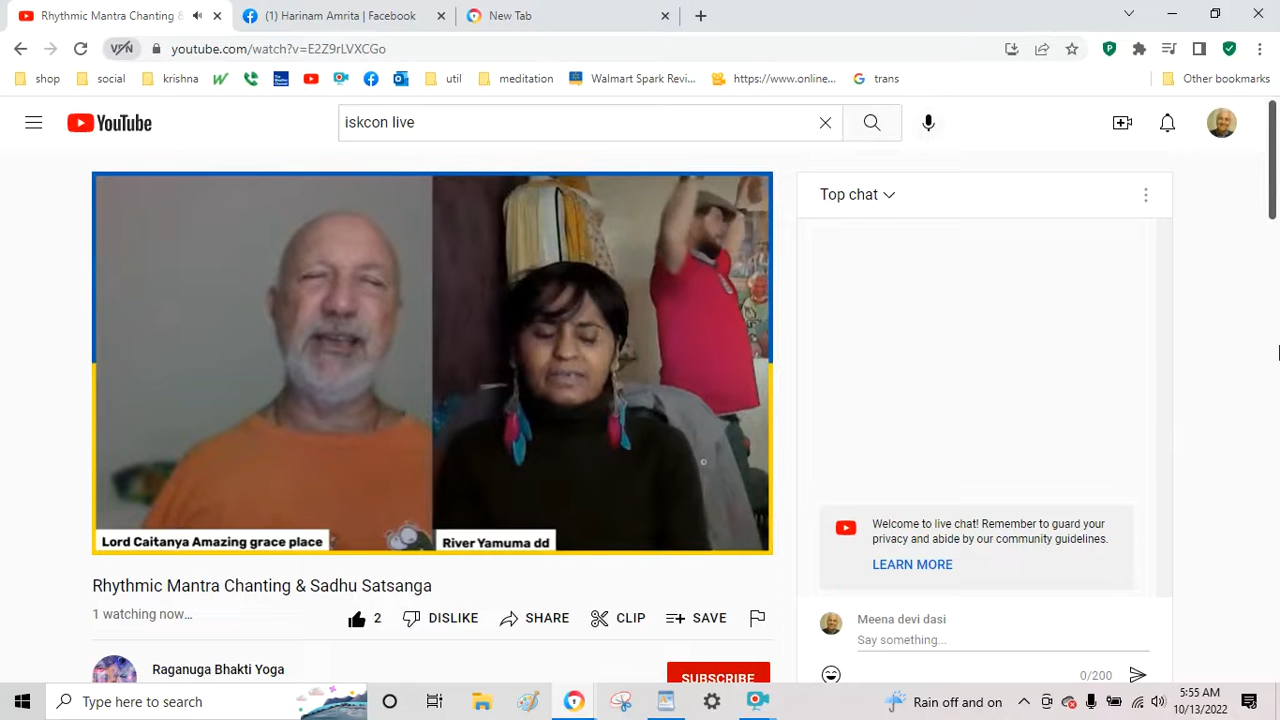 Rhythmic Mantra Chanting &
(1) Harinam Amrita | Facebook
New Tab
VPN
youtube.com/watch?v=E2Z9rLVXCGo
shop
social
krishna
util
meditation
Walmart Spark Revi...
https://www.online...
trans
Other bookmarks
YouTube
iskcon live
Top chat
Lord Caitanya Amazing grace place
River Yamuma dd
Welcome to live chat! Remember to guard your
privacy and abide by our community guidelines.
LEARN MORE
Rhythmic Mantra Chanting & Sadhu Satsanga
1 watching now...
2
DISLIKE
SHARE
CLIP
SAVE
Meena devi dasi
Say something...
0/200
Raganuga Bhakti Yoga
SUBSCRIBE
Type here to search
Rain off and on
5:55 AM
10/13/2022